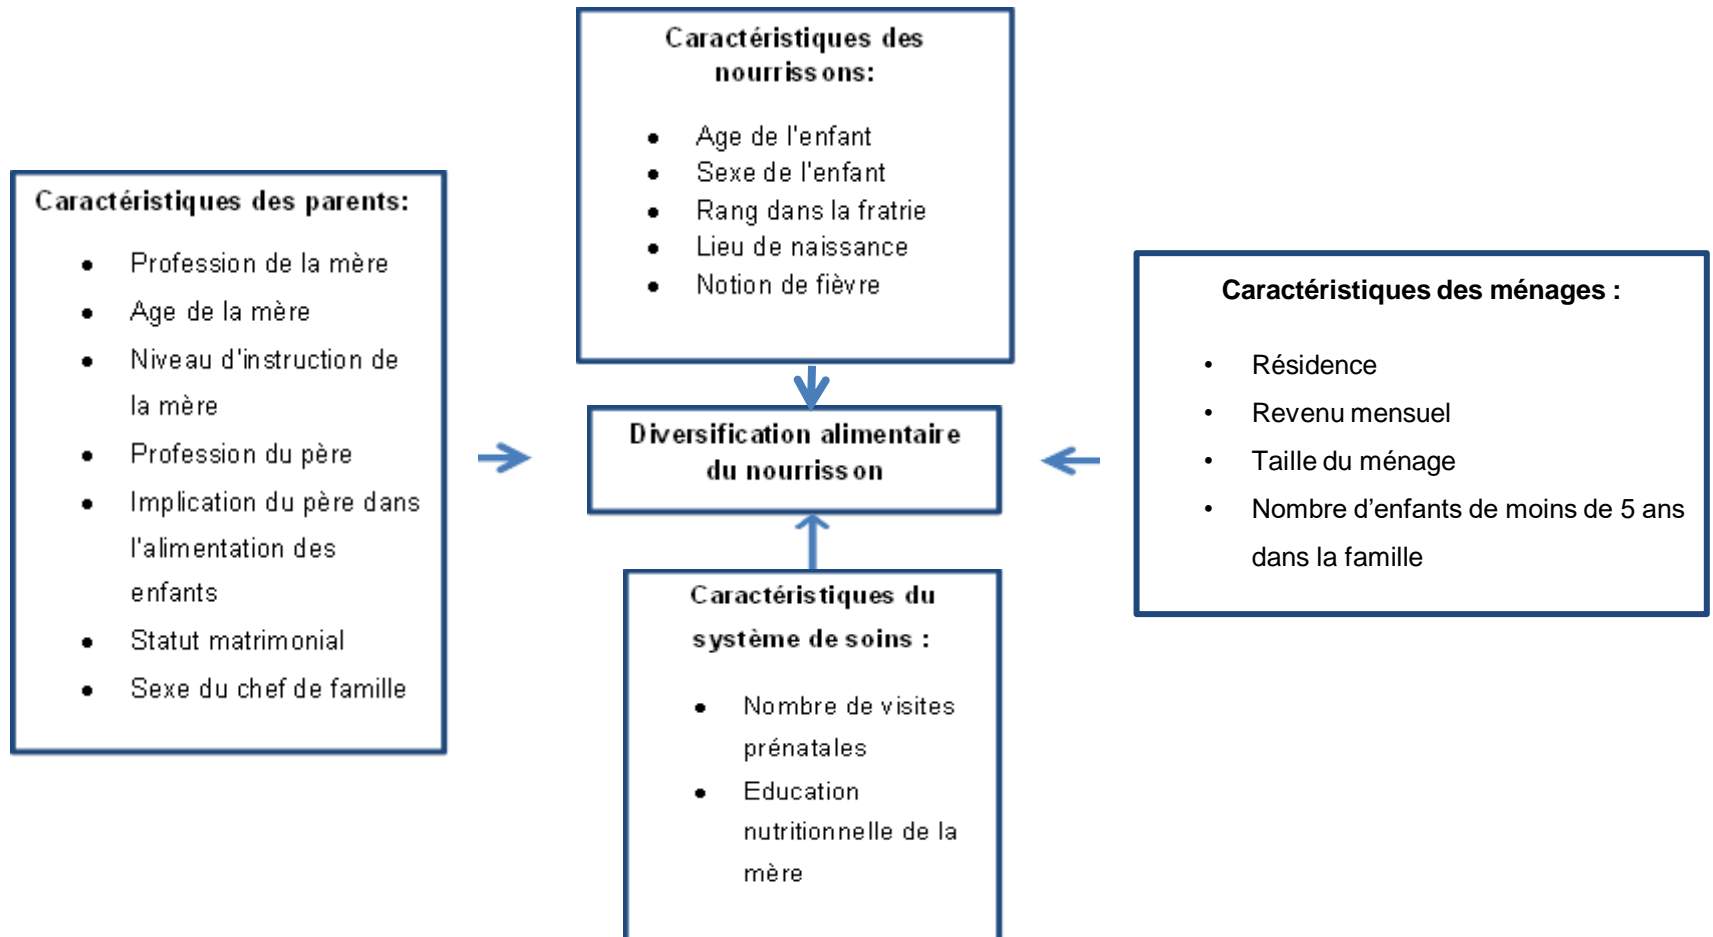 Caractéristiques des
nourrissons:
• Age de l'enfant
• Sexe de l'enfant
• Rang dans la fratrie
• Lieu de naissance
• Notion de fièvre
Caractéristiques des parents:
• Profession de la mère
• Age de la mère
• Niveau d'instruction de
la mère
• Profession du père
• Implication du père dans
l'alimentation des
enfants
• Statut matrimonial
• Sexe du chef de famille
Diversification alimentaire
du nourrisson
Caractéristiques des ménages :
• Résidence
• Revenu mensuel
• Taille du ménage
• Nombre d’enfants de moins de 5 ans
dans la famille
Caractéristiques du
système de soins :
• Nombre de visites
prénatales
• Education
nutritionnelle de la
mère